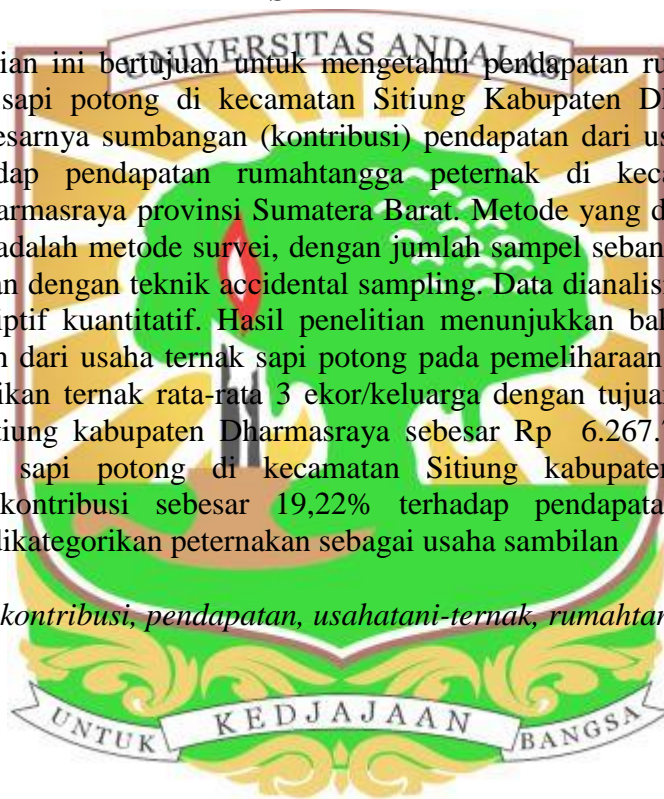 UNIVERSITAS ANDALAS
ian ini bertujuan untuk mengetahui pendapatan ru
sapi potong di kecamatan Sitiung Kabupaten D
esarnya sumbangan (kontribusi) pendapatan dari us
dap pendapatan rumahtangga peternak di keca
armasraya provinsi Sumatera Barat. Metode yang d
adalah metode survei, dengan jumlah sampel seban
an dengan teknik accidental sampling. Data dianalis
iptif kuantitatif. Hasil penelitian menunjukkan bal
n dari usaha ternak sapi potong pada pemeliharaan
ikan ternak rata-rata 3 ekor/keluarga dengan tujua
tiung kabupaten Dharmasraya sebesar Rp 6.267.
sapi potong di kecamatan Sitiung kabupaten
kontribusi sebesar 19,22% terhadap pendapata
dikategorikan peternakan sebagai usaha sambilan
kontribusi, pendapatan, usahatani-ternak, rumahtan
UNTUK KEDJAJAAN BANGSA